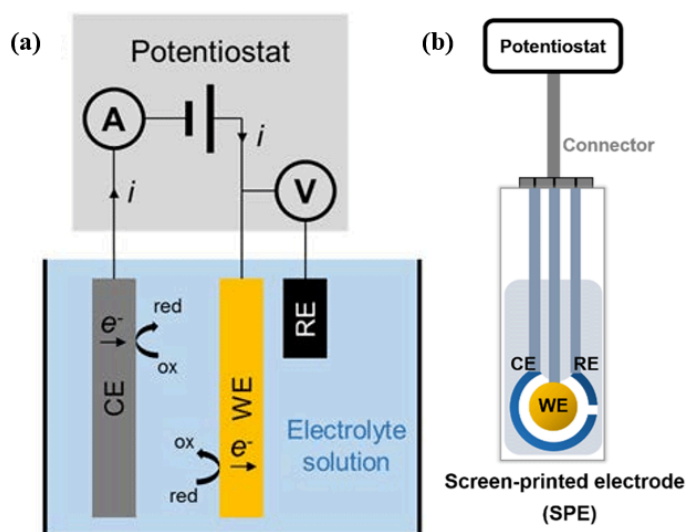 (a)
Potentiostat
A
i
i
V
red
e-
ox
CE
WE
RE
ox
e-
red
Electrolyte
solution
(b)
Potentiostat
Connector
CE
RE
WE
Screen-printed electrode
(SPE)